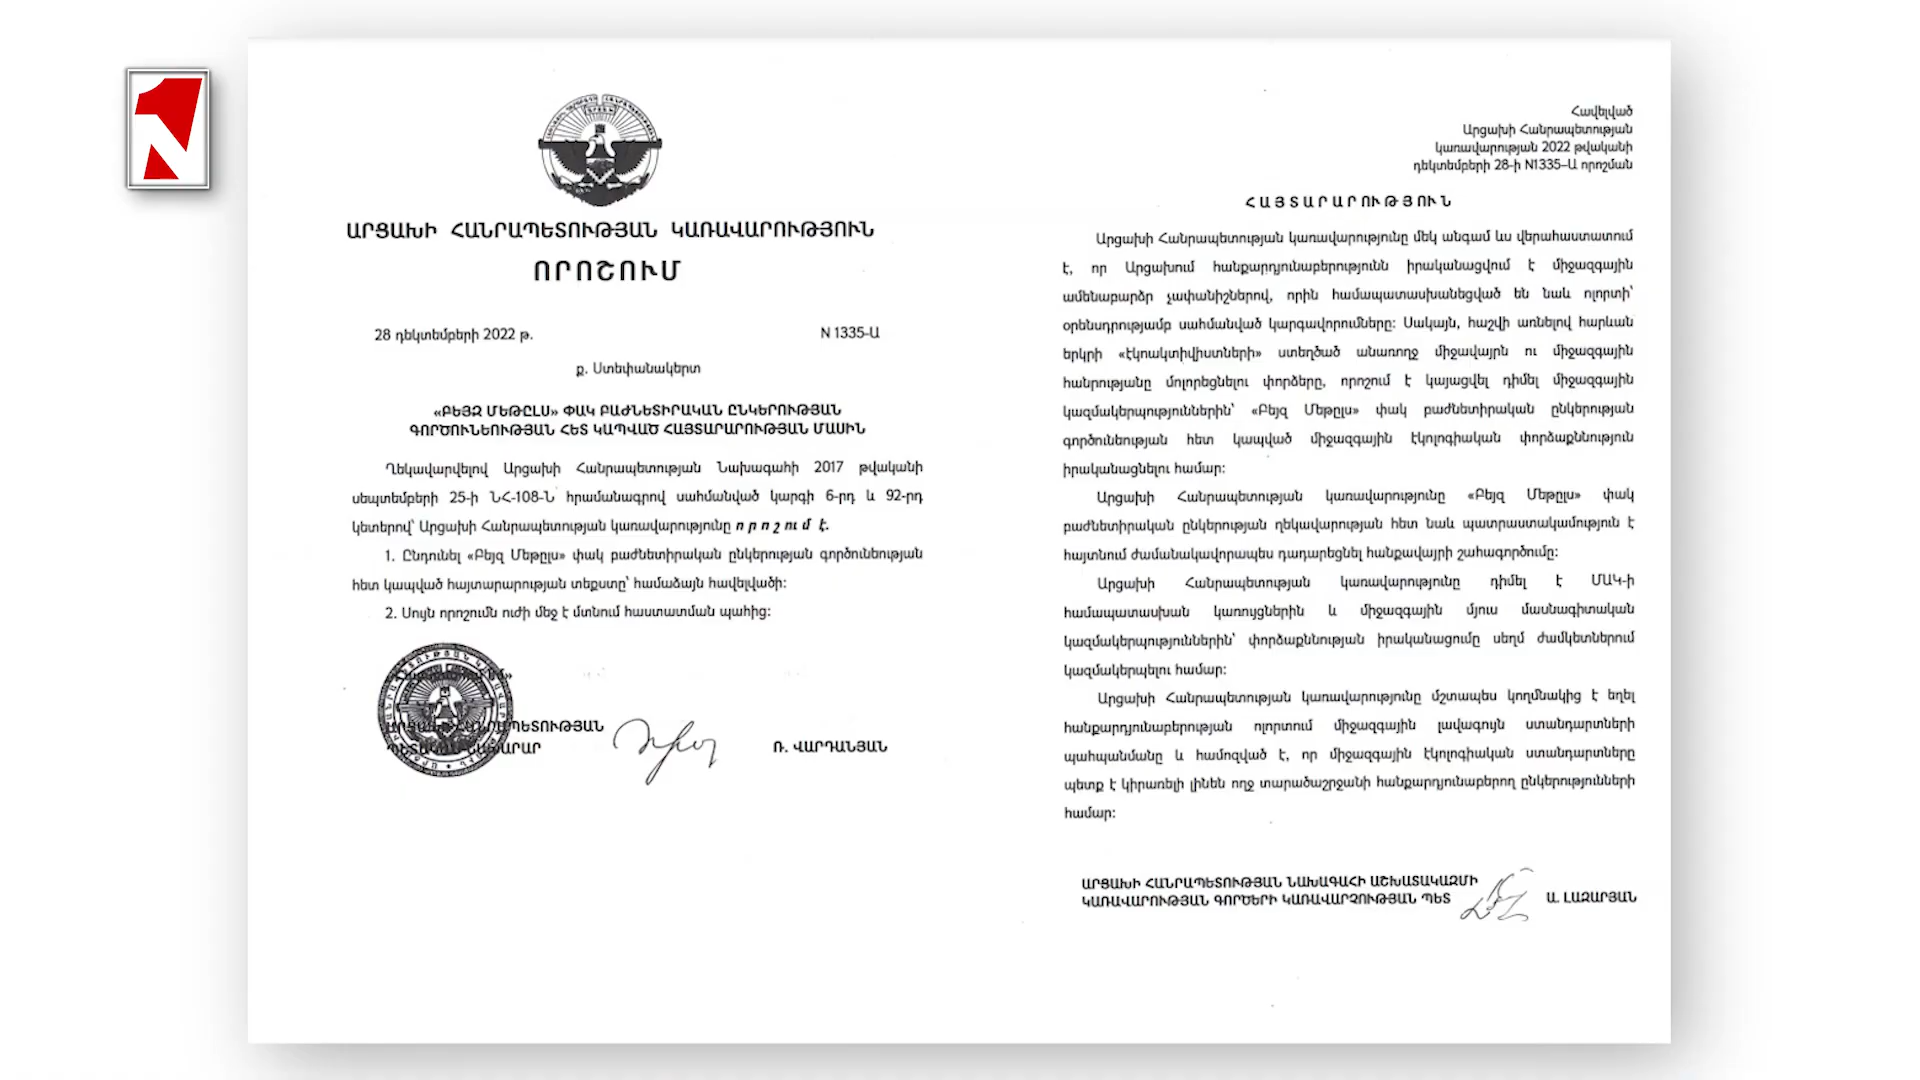 ԱՐՑԱԽԻ ՀԱՆՐԱՊԵՏՈՒԹՅԱՆ ԿԱՌԱՎԱՐՈՒԹՅՈՒՆ
ՈՐՈՇՈՒՄ
28 դեկտեմբերի 2022 թ. N 1335-Ա
ք. Ստեփանակերտ
«ԲԵՅԶ ՄԵԹԸԼՍ» ՓԱԿ ԲԱԺՆԵՏԻՐԱԿԱՆ ԸՆԿԵՐՈՒԹՅԱՆ
ԳՈՐԾՈՒՆԵՈՒԹՅԱՆ ՀԵՏ ԿԱՊՎԱԾ ՀԱՅՏԱՐԱՐՈՒԹՅԱՆ ՄԱՍԻՆ
Ղեկավարվելով Արցախի Հանրապետության Նախագահի 2017 թվականի
սեպտեմբերի 25-ի ՆՀ-108-Ն հրամանագրով սահմանված կարգի 6-րդ և 92-րդ
կետերով՝ Արցախի Հանրապետության կառավարությունը ո ր ո շ ու մ է.
1. Ընդունել «Բեյզ Մեթըլս» փակ բաժնետիրական ընկերության գործունեության
հետ կապված հայտարարության տեքստը՝ համաձայն հավելվածի:
2. Սույն որոշումն ուժի մեջ է մտնում հաստատման պահից:
ԱՐՑԱԽԻ ՀԱՆՐԱՊԵՏՈՒԹՅԱՆ
ՊԵՏԱԿԱՆ ՆԱԽԱՐԱՐ Ռ. ՎԱՐԴԱՆՅԱՆ
Հավելված
Արցախի Հանրապետության
կառավարության 2022 թվականի
դեկտեմբերի 28-ի N1335-Ա որոշման
ՀԱՅՏԱՐԱՐՈՒԹՅՈՒՆ
Արցախի Հանրապետության կառավարությունը մեկ անգամ ևս վերահաստատում
է, որ Արցախում հանքարդյունաբերությունն իրականացվում է միջազգային
ամենաբարձր չափանիշներով, որին համապատասխանեցված են նաև ոլորտի՝
օրենսդրությամբ սահմանված կարգավորումները: Սակայն, հաշվի առնելով հարևան
երկրի «էկոակտիվիստների» ստեղծած անառողջ միջավայրն ու միջազգային
հանրությանը մոլորեցնելու փորձերը, որոշում է կայացվել դիմել միջազգային
կազմակերպություններին՝ «Բեյզ Մեթըլս» փակ բաժնետիրական ընկերության
գործունեության հետ կապված միջազգային էկոլոգիական փորձաքննություն
իրականացնելու համար:
Արցախի Հանրապետության կառավարությունը «Բեյզ Մեթըլս» փակ
բաժնետիրական ընկերության ղեկավարության հետ նաև պատրաստակամություն է
հայտնում ժամանակավորապես դադարեցնել հանքավայրի շահագործումը:
Արցախի Հանրապետության կառավարությունը դիմել է ՄԱԿ-ի
համապատասխան կառույցներին և միջազգային մյուս մասնագիտական
կազմակերպություններին՝ փորձաքննության իրականացումը սեղմ ժամկետներում
կազմակերպելու համար:
Արցախի Հանրապետության կառավարությունը մշտապես կողմնակից է եղել
հանքարդյունաբերության ոլորտում միջազգային լավագույն ստանդարտների
պահպանմանը և համոզված է, որ միջազգային էկոլոգիական ստանդարտները
պետք է կիրառելի լինեն ողջ տարածաշրջանի հանքարդյունաբերող ընկերությունների
համար:
ԱՐՑԱԽԻ ՀԱՆՐԱՊԵՏՈՒԹՅԱՆ ՆԱԽԱԳԱՀԻ ԱՇԽԱՏԱԿԱԶՄԻ
ԿԱՌԱՎԱՐՈՒԹՅԱՆ ԳՈՐԾԵՐԻ ԿԱՌԱՎԱՐՉՈՒԹՅԱՆ ՊԵՏ Ա. ԼԱԶԱՐՅԱՆ